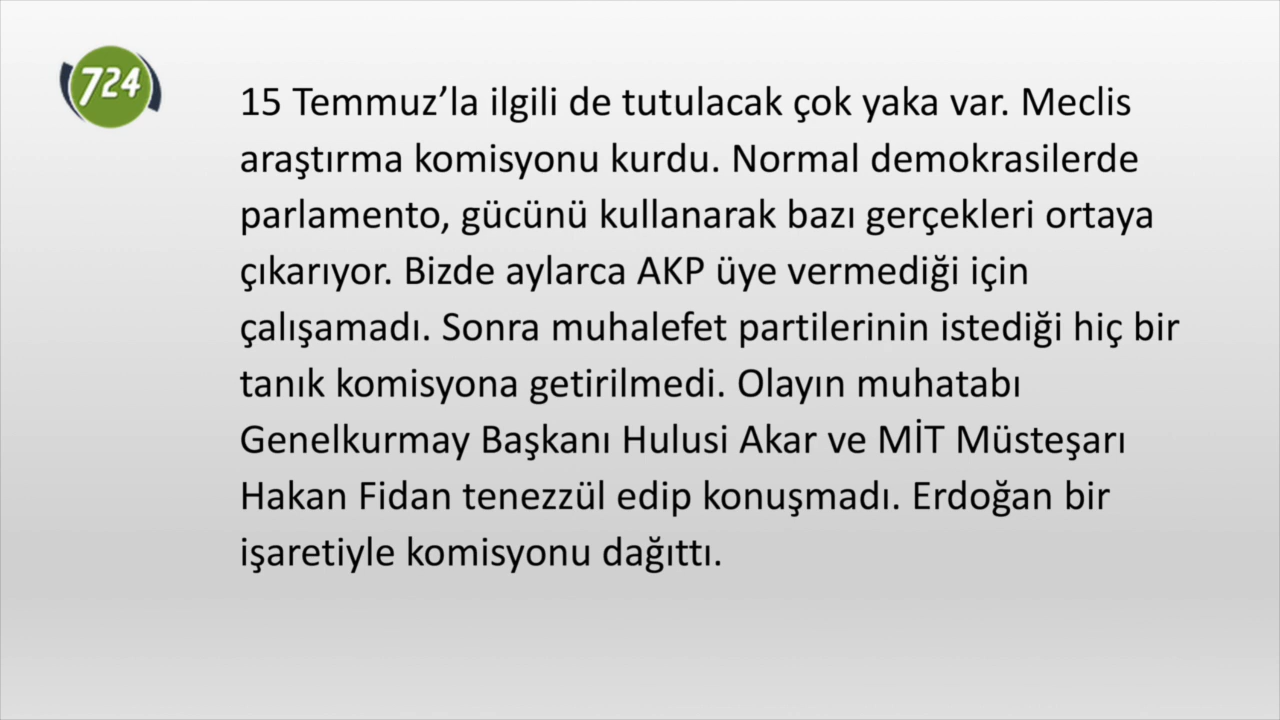 724
15 Temmuz’la ilgili de tutulacak çok yaka var. Meclis
araştırma komisyonu kurdu. Normal demokrasilerde
parlamento, gücünü kullanarak bazı gerçekleri ortaya
çıkarıyor. Bizde aylarca AKP üye vermediği için
çalışamadı. Sonra muhalefet partilerinin istediği hiç bir
tanık komisyona getirilmedi. Olayın muhatabı
Genelkurmay Başkanı Hulusi Akar ve MİT Müsteşarı
Hakan Fidan tenezzül edip konuşmadı. Erdoğan bir
işaretiyle komisyonu dağıttı.